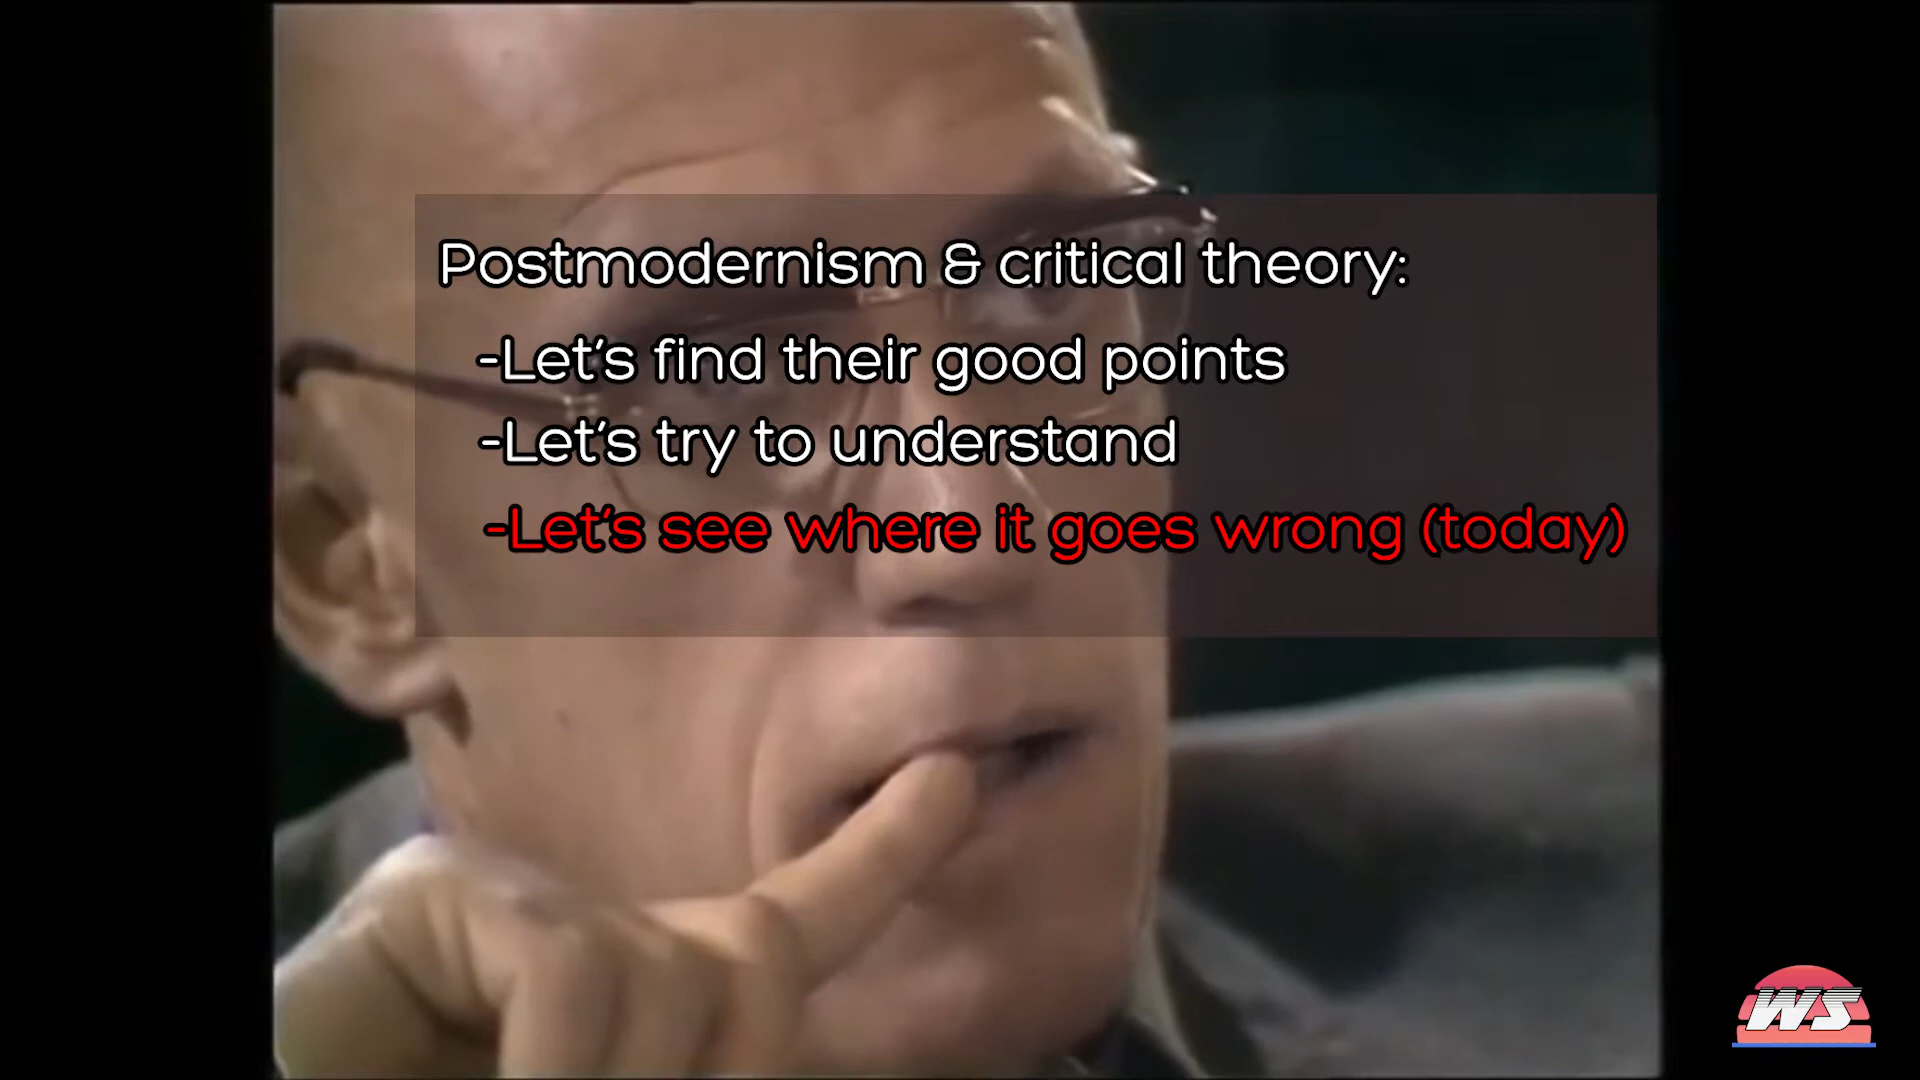 Postmodernism & critical theory:
-Let's find their good points
-Let's try to understand
-Let's see where it goes wrong (today)
WS